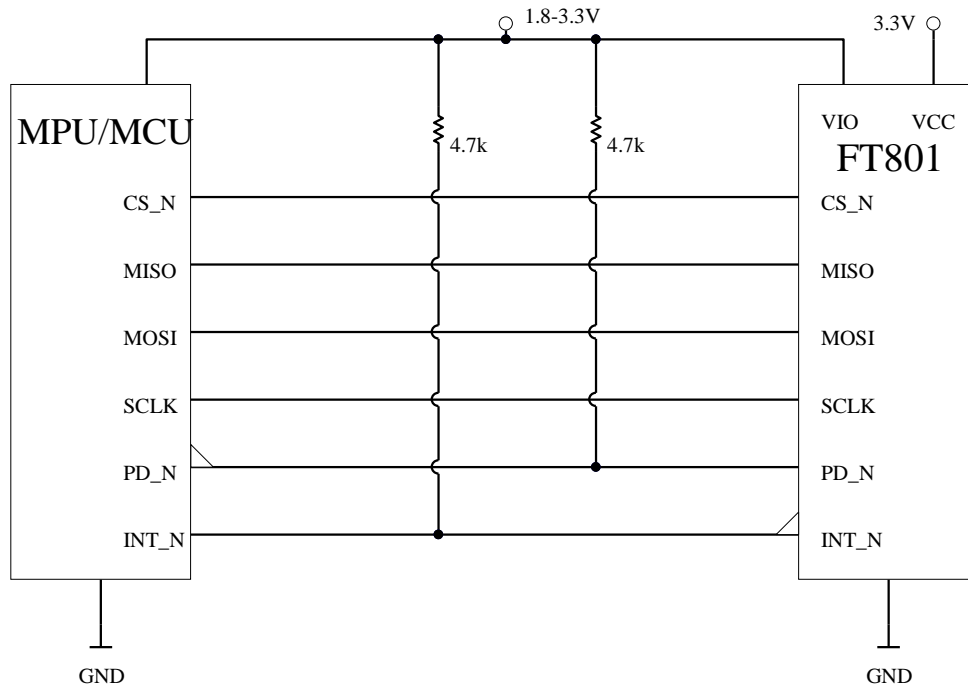 1.8-3.3V
3.3V
MPU/MCU
VIO VCC
4.7k
4.7k
FT801
CS_N
CS_N
MISO
MISO
MOSI
MOSI
SCLK
SCLK
PD_N
PD_N
INT_N
INT_N
GND
GND